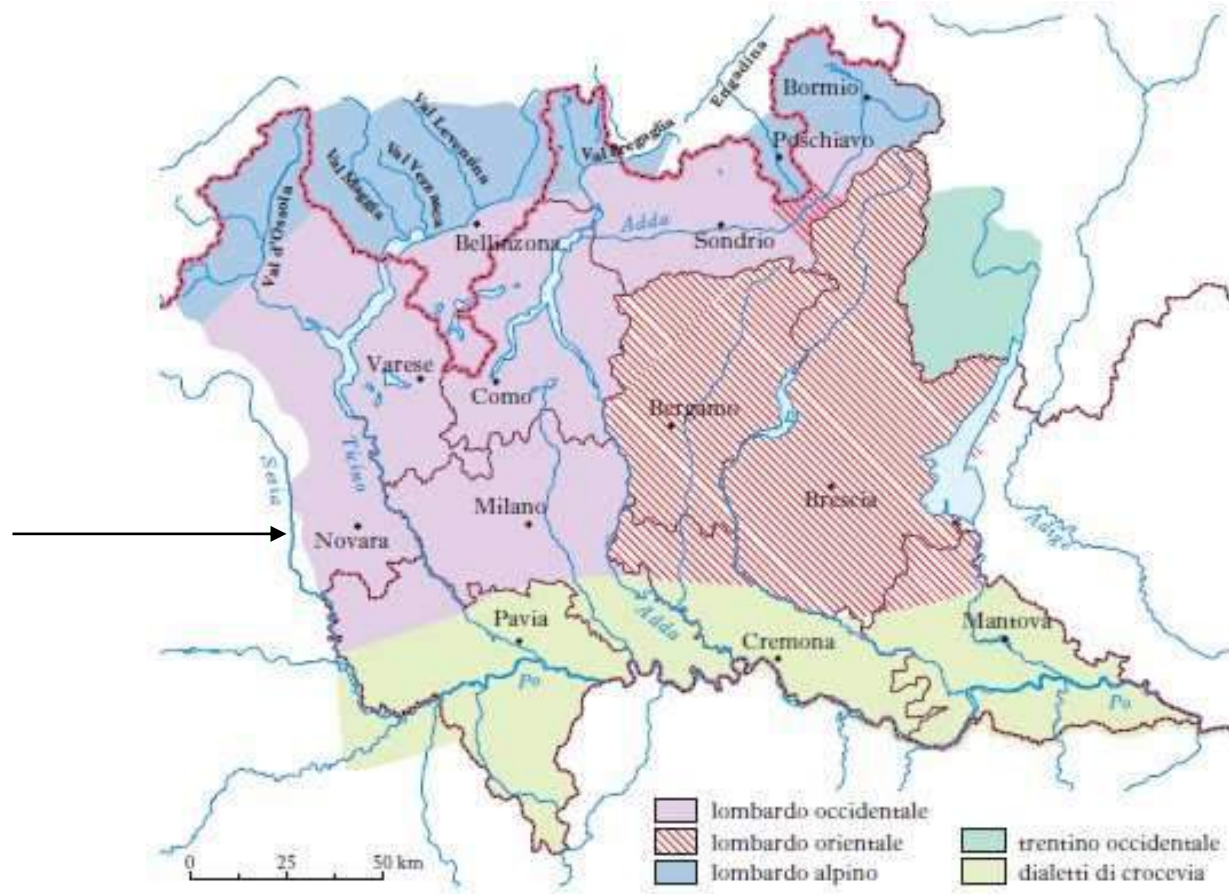 Bormio
Engadina
Poschiavo
Val Leventina
Val Bregaglia
Val Verzasca
Val Maggia
Val d'Ossola
Bellinzona
Adda
Sondrio
Varese
Como
Bergamo
Ticino
Sesia
Milano
Brescia
Novara
Adige
Pavia
Adda
Mantova
Cremona
Po
Po
lombardo occidentale
lombardo orientale
trentino occidentale
lombardo alpino
dialetti di crocevia
0 25 50 km